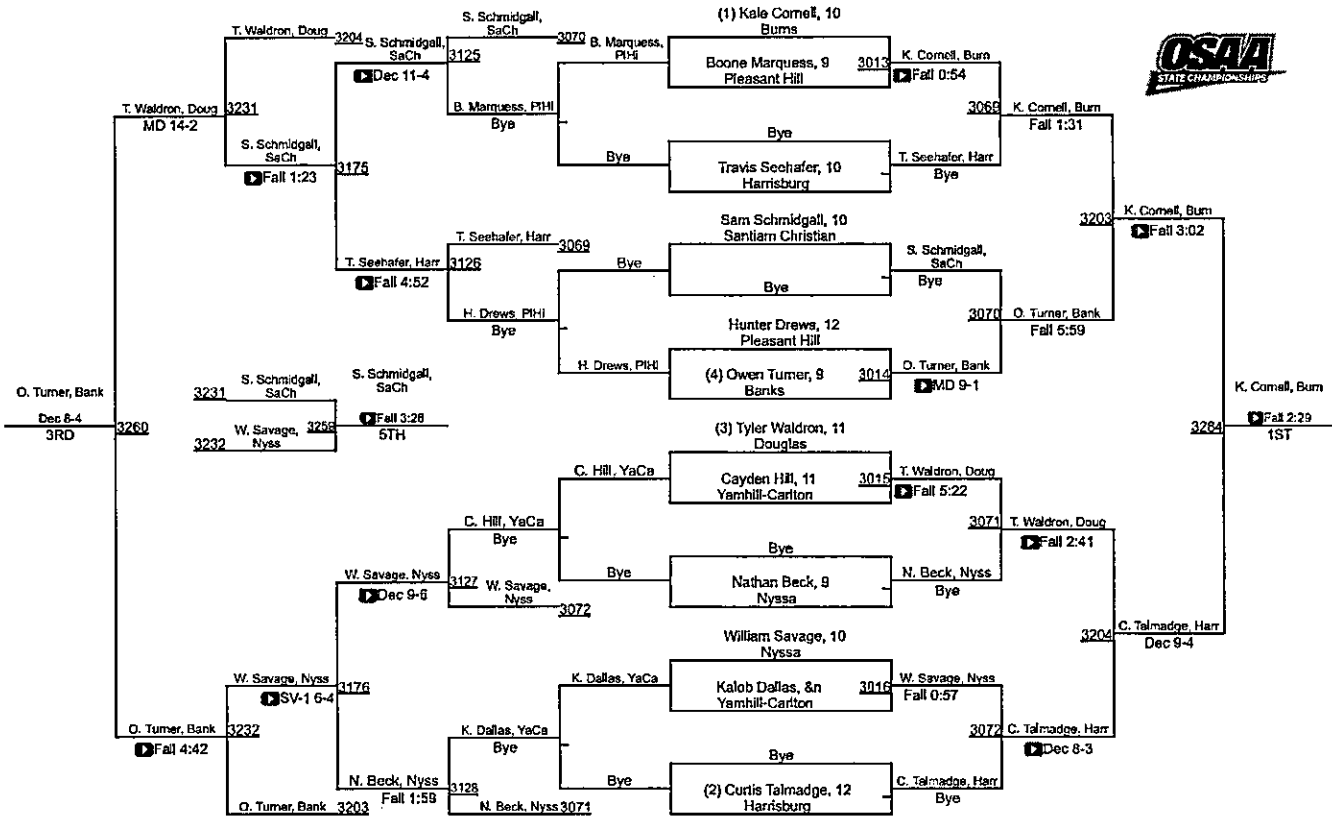 OSAA
STATE CHAMPIONSHIPS
(1) Kale Cornell, 10
Burns
Boone Marquess, 9
Pleasant Hill
3013
K. Cornell, Burn
Fall 0:54
Bye
Travis Seehafer, 10
Harrisburg
T. Seehafer, Harr
Bye
3069
K. Cornell, Burn
Fall 1:31
Sam Schmidgall, 10
Santiam Christian
Bye
S. Schmidgall,
SaCh
Bye
Hunter Drews, 12
Pleasant Hill
(4) Owen Turner, 9
Banks
3014
O. Turner, Bank
MD 9-1
3070
O. Turner, Bank
Fall 5:59
3203
K. Cornell, Burn
Fall 3:02
(3) Tyler Waldron, 11
Douglas
Cayden Hill, 11
Yamhill-Carlton
3015
T. Waldron, Doug
Fall 5:22
Bye
Nathan Beck, 9
Nyssa
N. Beck, Nyss
Bye
3071
T. Waldron, Doug
Fall 2:41
William Savage, 10
Nyssa
Kalob Dallas, &n
Yamhill-Carlton
3016
W. Savage, Nyss
Fall 0:57
Bye
(2) Curtis Talmadge, 12
Harrisburg
C. Talmadge, Harr
Bye
3072
C. Talmadge, Harr
Dec 8-3
3204
C. Talmadge, Harr
Dec 9-4
3264
K. Cornell, Burn
Fall 2:29
1ST
B. Marquess,
PlHi
Bye
S. Schmidgall,
SaCh
3070
B. Marquess, PlHi
Bye
3125
S. Schmidgall,
SaCh
Dec 11-4
Bye
H. Drews, PlHi
T. Seehafer, Harr
3069
H. Drews, PlHi
Bye
3126
T. Seehafer, Harr
Fall 4:52
3175
S. Schmidgall,
SaCh
Fall 1:23
T. Waldron, Doug
3204
3231
T. Waldron, Doug
MD 14-2
C. Hill, YaCa
Bye
C. Hill, YaCa
Bye
W. Savage,
Nyss
3072
3127
W. Savage, Nyss
Dec 9-6
K. Dallas, YaCa
Bye
K. Dallas, YaCa
Bye
N. Beck, Nyss
3071
3128
N. Beck, Nyss
Fall 1:59
3176
W. Savage, Nyss
SV-1 6-4
O. Turner, Bank
3203
3232
O. Turner, Bank
Fall 4:42
3260
O. Turner, Bank
Dec 8-4
3RD
3231
S. Schmidgall,
SaCh
3232
W. Savage,
Nyss
3259
S. Schmidgall,
SaCh
Fall 3:26
5TH